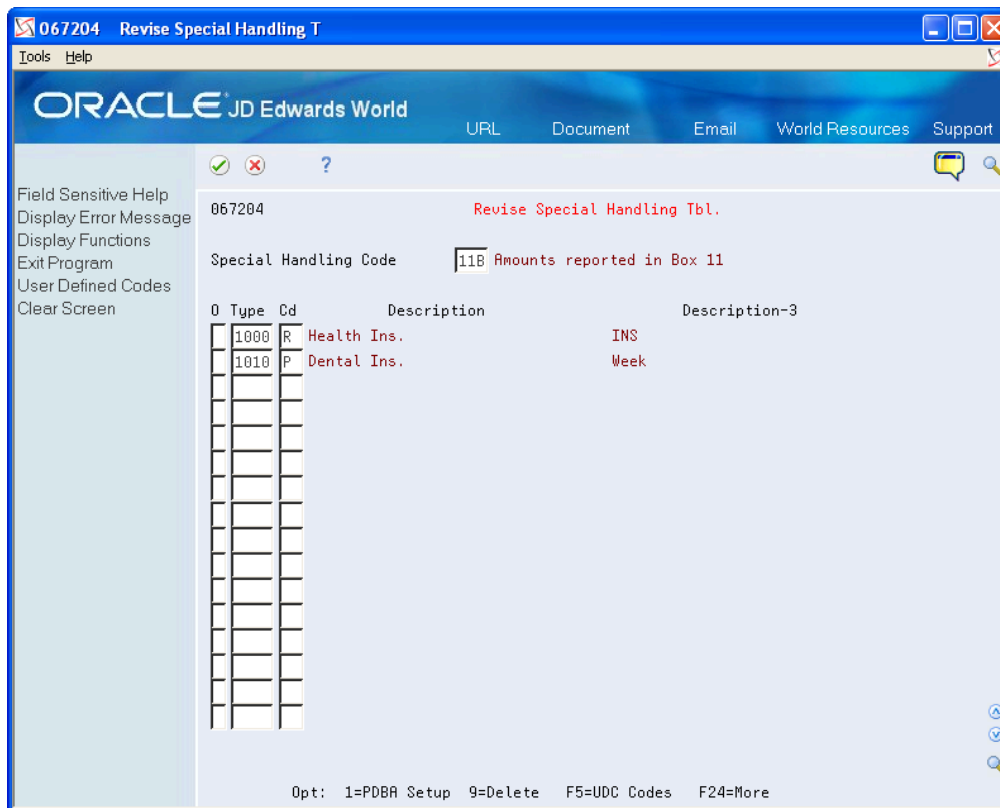 067204 Revise Special Handling T
Tools Help
ORACLE JD Edwards World
URL Document Email World Resources Support
?
Field Sensitive Help
Display Error Message
Display Functions
Exit Program
User Defined Codes
Clear Screen
067204 Revise Special Handling Tbl.
Special Handling Code 11B Amounts reported in Box 11
O Type Cd Description Description-3
1000 R Health Ins. INS
1010 P Dental Ins. Week
Opt: 1=PDBA Setup 9=Delete F5=UDC Codes F24=More